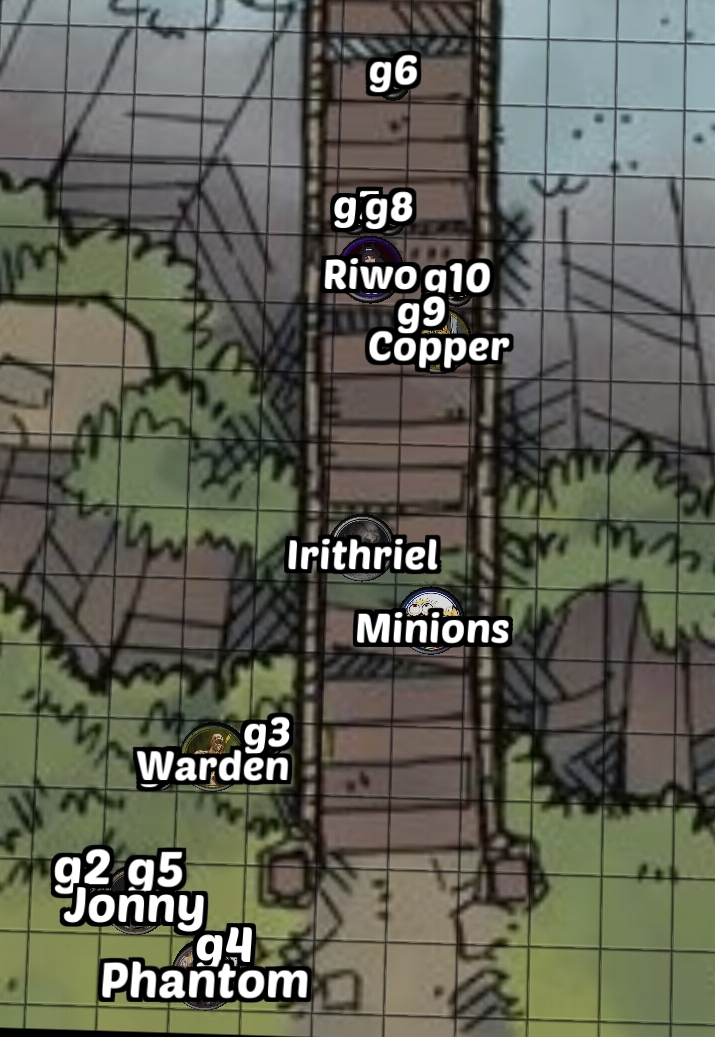 g6
g8
Riwo g10
g9
Copper
Irithriel
Minions
g3
Warden
g2 g5
Jonny
g4
Phantom